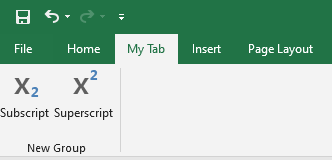 File Home My Tab Insert Page Layout
X₂ X²
Subscript Superscript
New Group